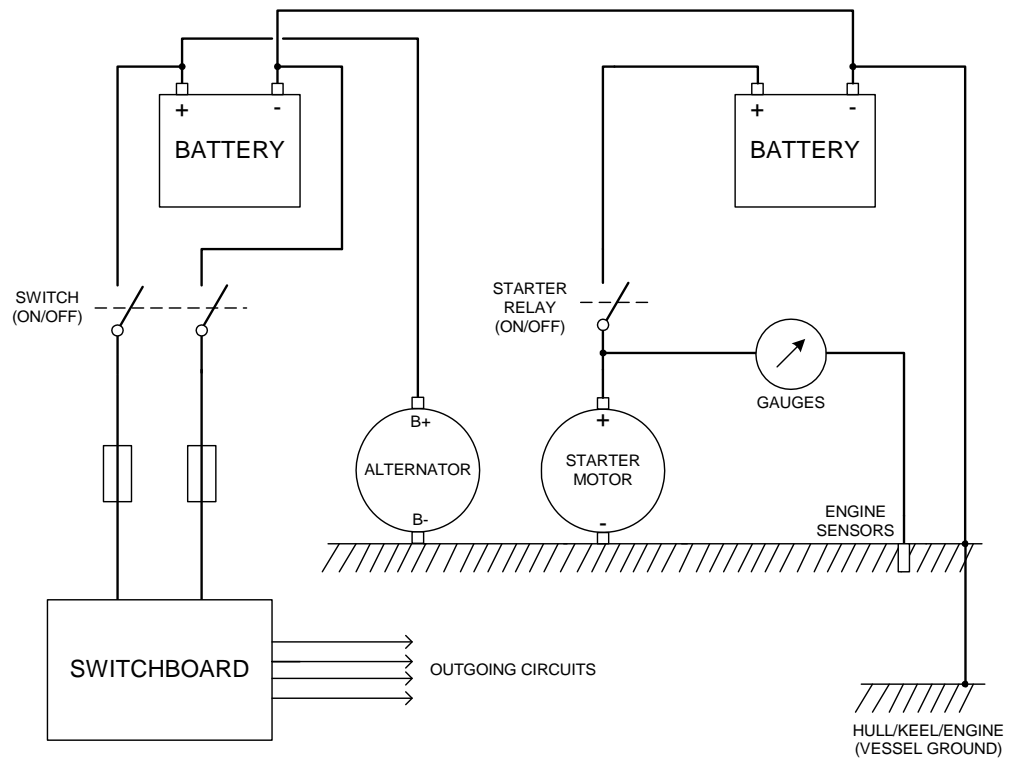 +
-
BATTERY
+
-
BATTERY
SWITCH
(ON/OFF)
STARTER
RELAY
(ON/OFF)
GAUGES
B+
ALTERNATOR
B-
+
STARTER
MOTOR
-
ENGINE
SENSORS
SWITCHBOARD
OUTGOING CIRCUITS
HULL/KEEL/ENGINE
(VESSEL GROUND)